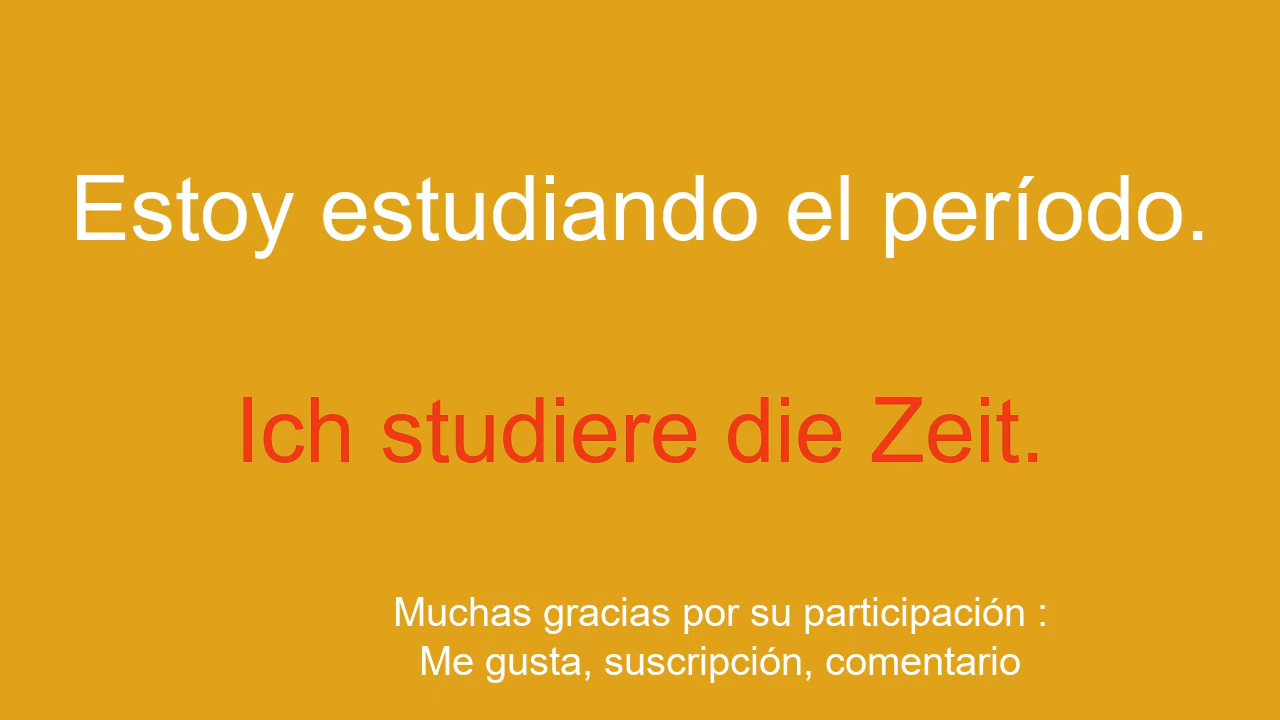 Estoy estudiando el período.
Ich studiere die Zeit.
Muchas gracias por su participación :
Me gusta, suscripción, comentario